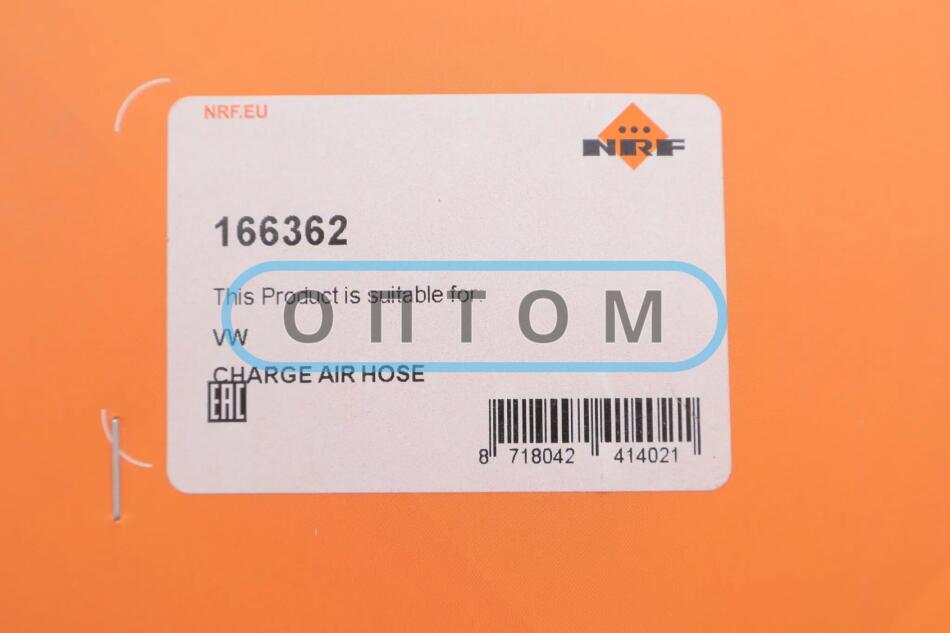 NRF.EU
NRF
166362
This Product is suitable for:
ОПТОМ
VW
CHARGE AIR HOSE
EAC
8 718042 414021